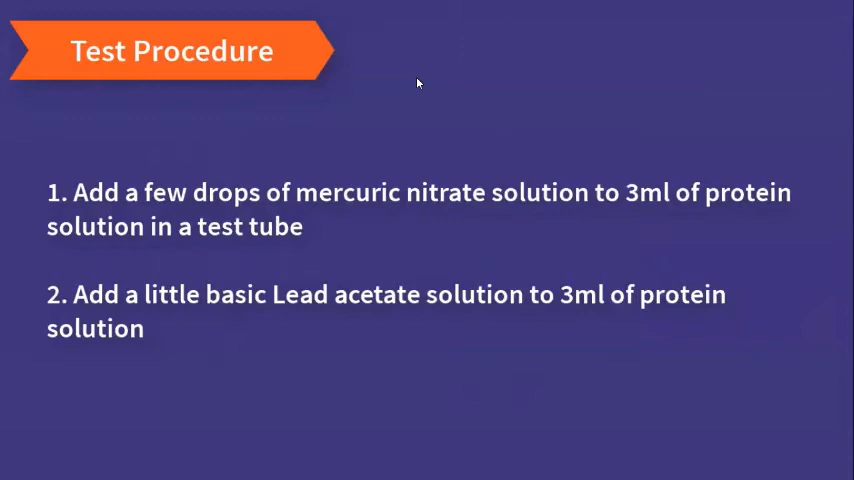 Test Procedure
1. Add a few drops of mercuric nitrate solution to 3ml of protein
solution in a test tube
2. Add a little basic Lead acetate solution to 3ml of protein
solution